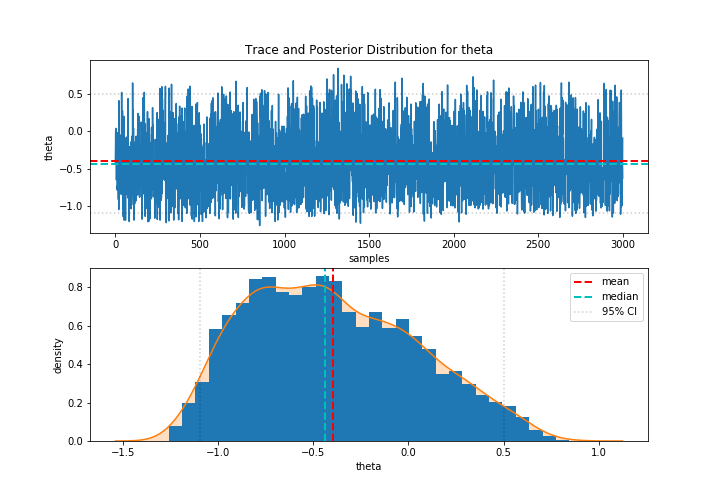 Trace and Posterior Distribution for theta
theta
0.5
0.0
−0.5
−1.0
0 500 1000 1500 2000 2500 3000
samples
density
0.8
0.6
0.4
0.2
0.0
mean
median
95% CI
−1.5 −1.0 −0.5 0.0 0.5 1.0
theta